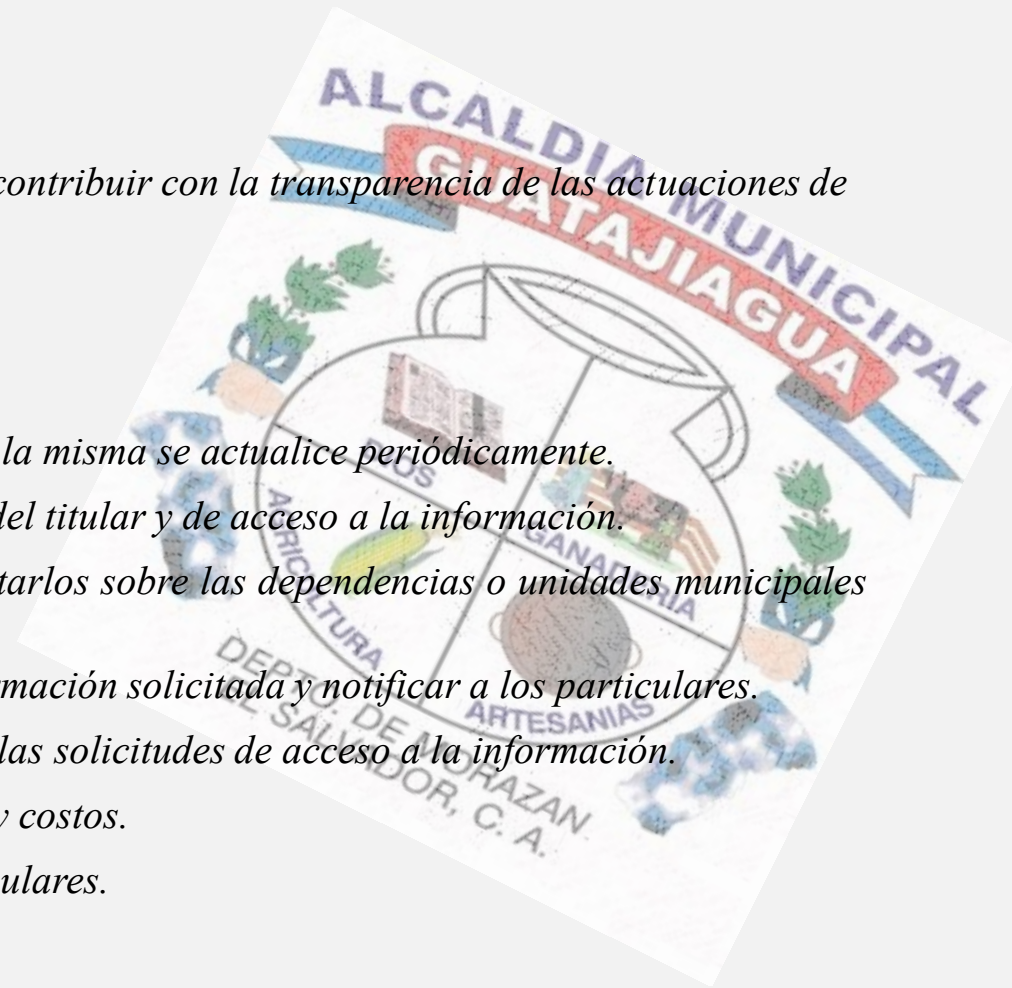 contribuir con la transparencia de las actuaciones de
la misma se actualice periódicamente.
del titular y de acceso a la información.
tarlos sobre las dependencias o unidades municipales
rmación solicitada y notificar a los particulares.
las solicitudes de acceso a la información.
y costos.
ulares.
ALCALDIA MUNICIPAL
GUATAJIAGUA
DUS
GANADERIA
AGRICULTURA
ARTESANIAS
DEPTO. DE MORAZAN
EL SALVADOR, C. A.